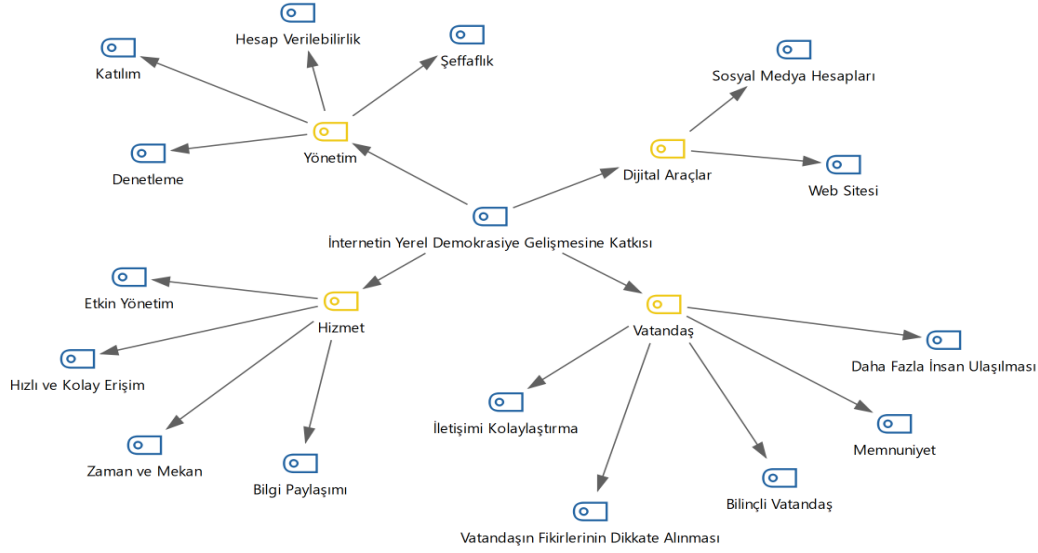 Hesap Verilebilirlik
Şeffaflık
Katılım
Sosyal Medya Hesapları
Yönetim
Denetleme
Dijital Araçlar
Web Sitesi
İnternetin Yerel Demokrasiye Gelişmesine Katkısı
Etkin Yönetim
Hizmet
Vatandaş
Daha Fazla İnsan Ulaşılması
Hızlı ve Kolay Erişim
İletişimi Kolaylaştırma
Memnuniyet
Zaman ve Mekan
Bilgi Paylaşımı
Bilinçli Vatandaş
Vatandaşın Fikirlerinin Dikkate Alınması